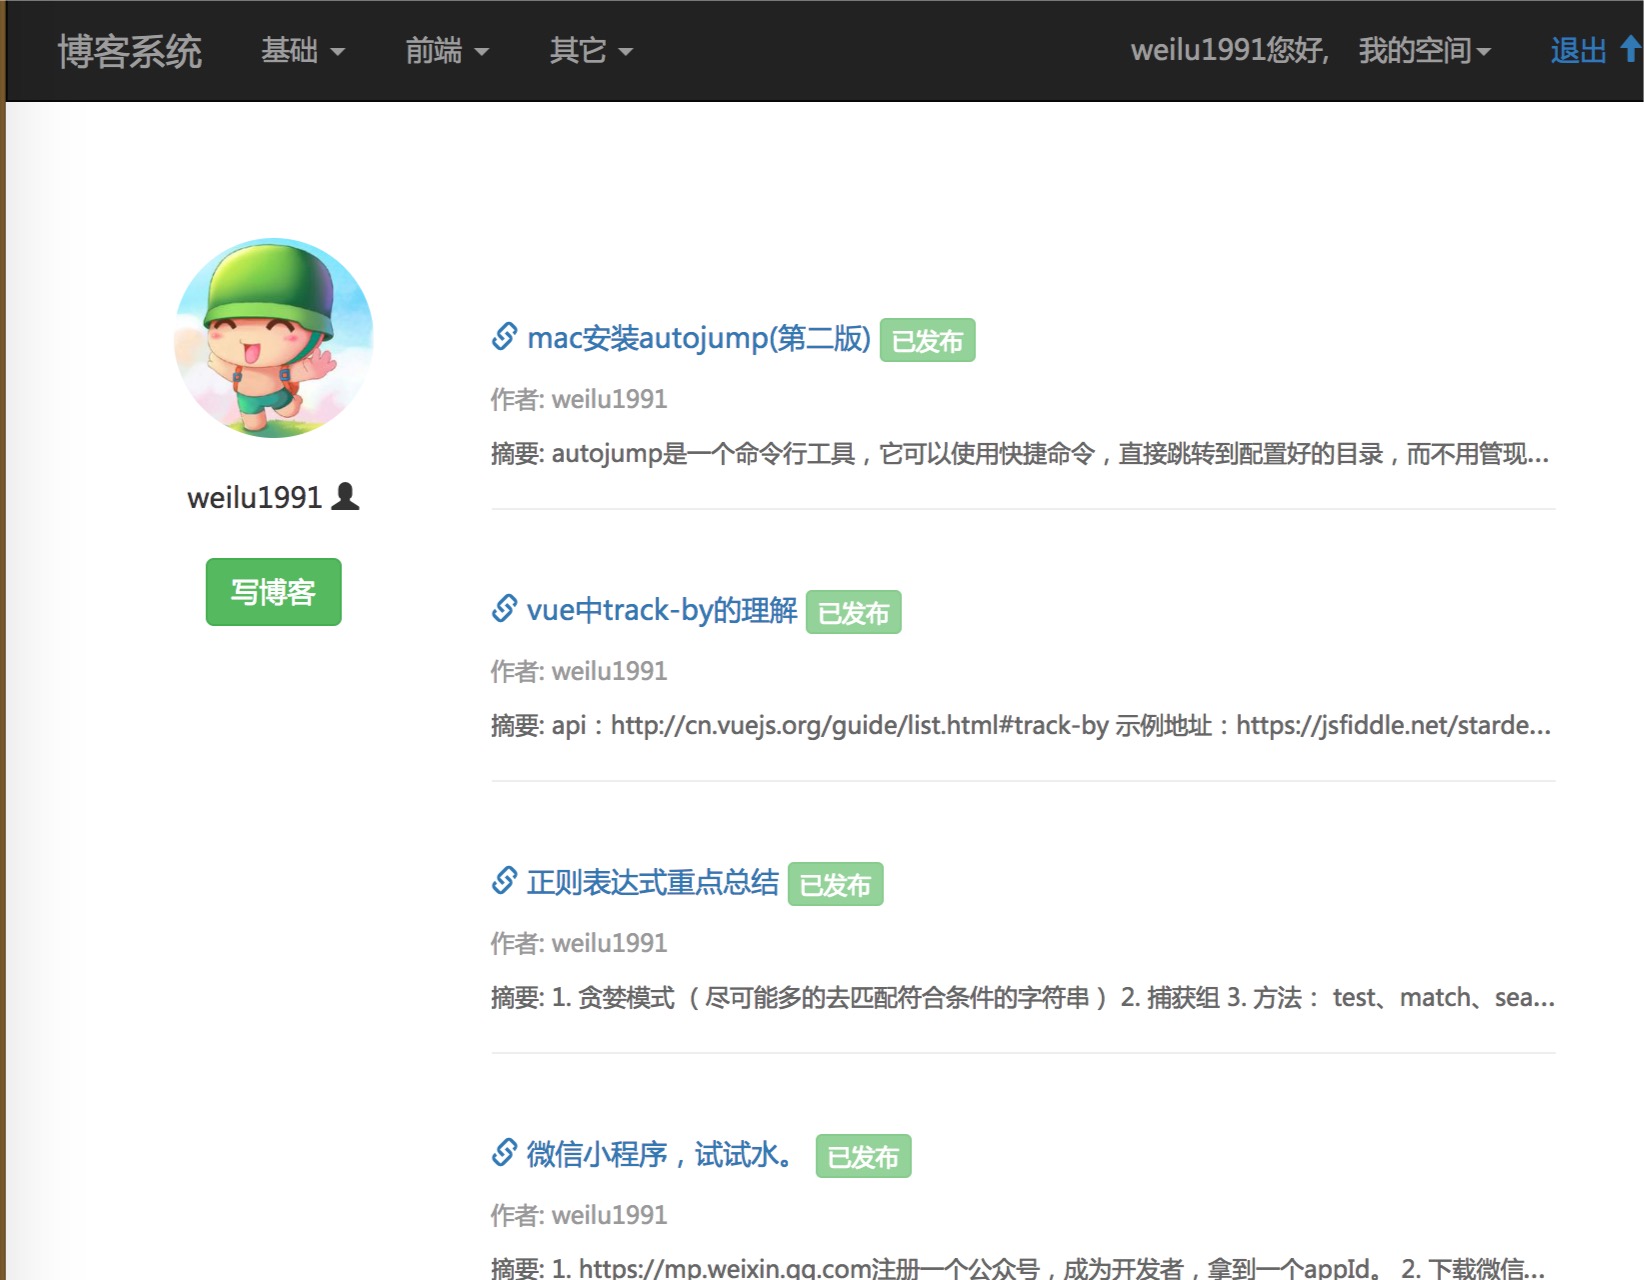 博客系统 基础 前端 其它 weilu1991您好, 我的空间 退出
weilu1991
写博客
mac安装autojump(第二版) 已发布
作者: weilu1991
摘要: autojump是一个命令行工具，它可以使用快捷命令，直接跳转到配置好的目录，而不用管现...
vue中track-by的理解 已发布
作者: weilu1991
摘要: api：http://cn.vuejs.org/guide/list.html#track-by 示例地址：https://jsfiddle.net/starde...
正则表达式重点总结 已发布
作者: weilu1991
摘要: 1. 贪婪模式 （尽可能多的去匹配符合条件的字符串） 2. 捕获组 3. 方法： test、match、sea...
微信小程序，试试水。 已发布
作者: weilu1991
摘要: 1. https://mp.weixin.qq.com注册一个公众号，成为开发者，拿到一个appId。 2. 下载微信...